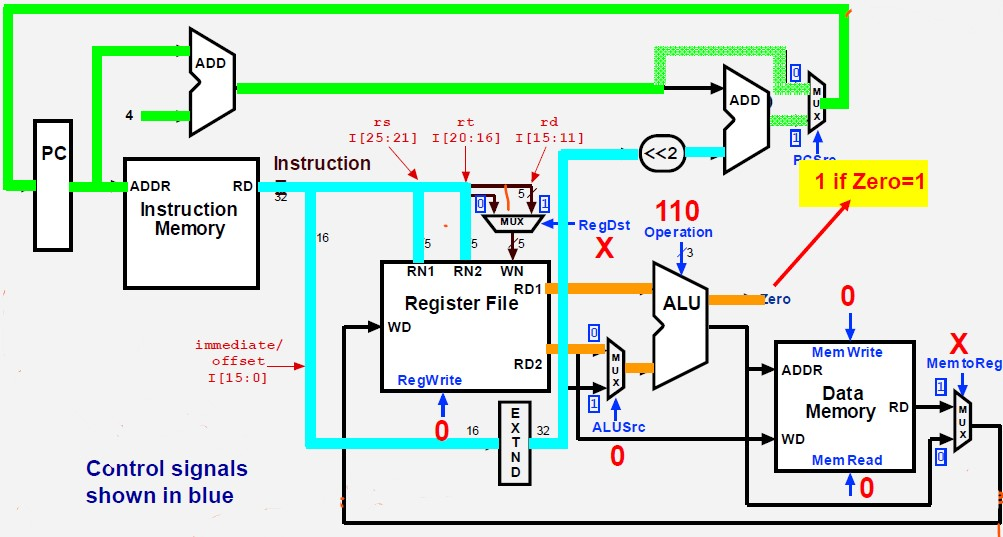 ADD
4
PC
ADDR
RD
Instruction
Memory
Instruction
32
16
rs
I[25:21]
rt
I[20:16]
rd
I[15:11]
5
0
1
MUX
RegDst
X
5
5
5
RN1
RN2
WN
RD1
Register File
WD
RD2
RegWrite
0
immediate/
offset
I[15:0]
16
E
X
T
N
D
32
<<2
ADD
0
M
U
X
1
PCSrc
1 if Zero=1
110
Operation
3
ALU
Zero
0
M
U
X
1
ALUSrc
0
0
MemWrite
ADDR
Data
Memory
RD
WD
MemRead
0
X
MemtoReg
1
M
U
X
0
Control signals
shown in blue